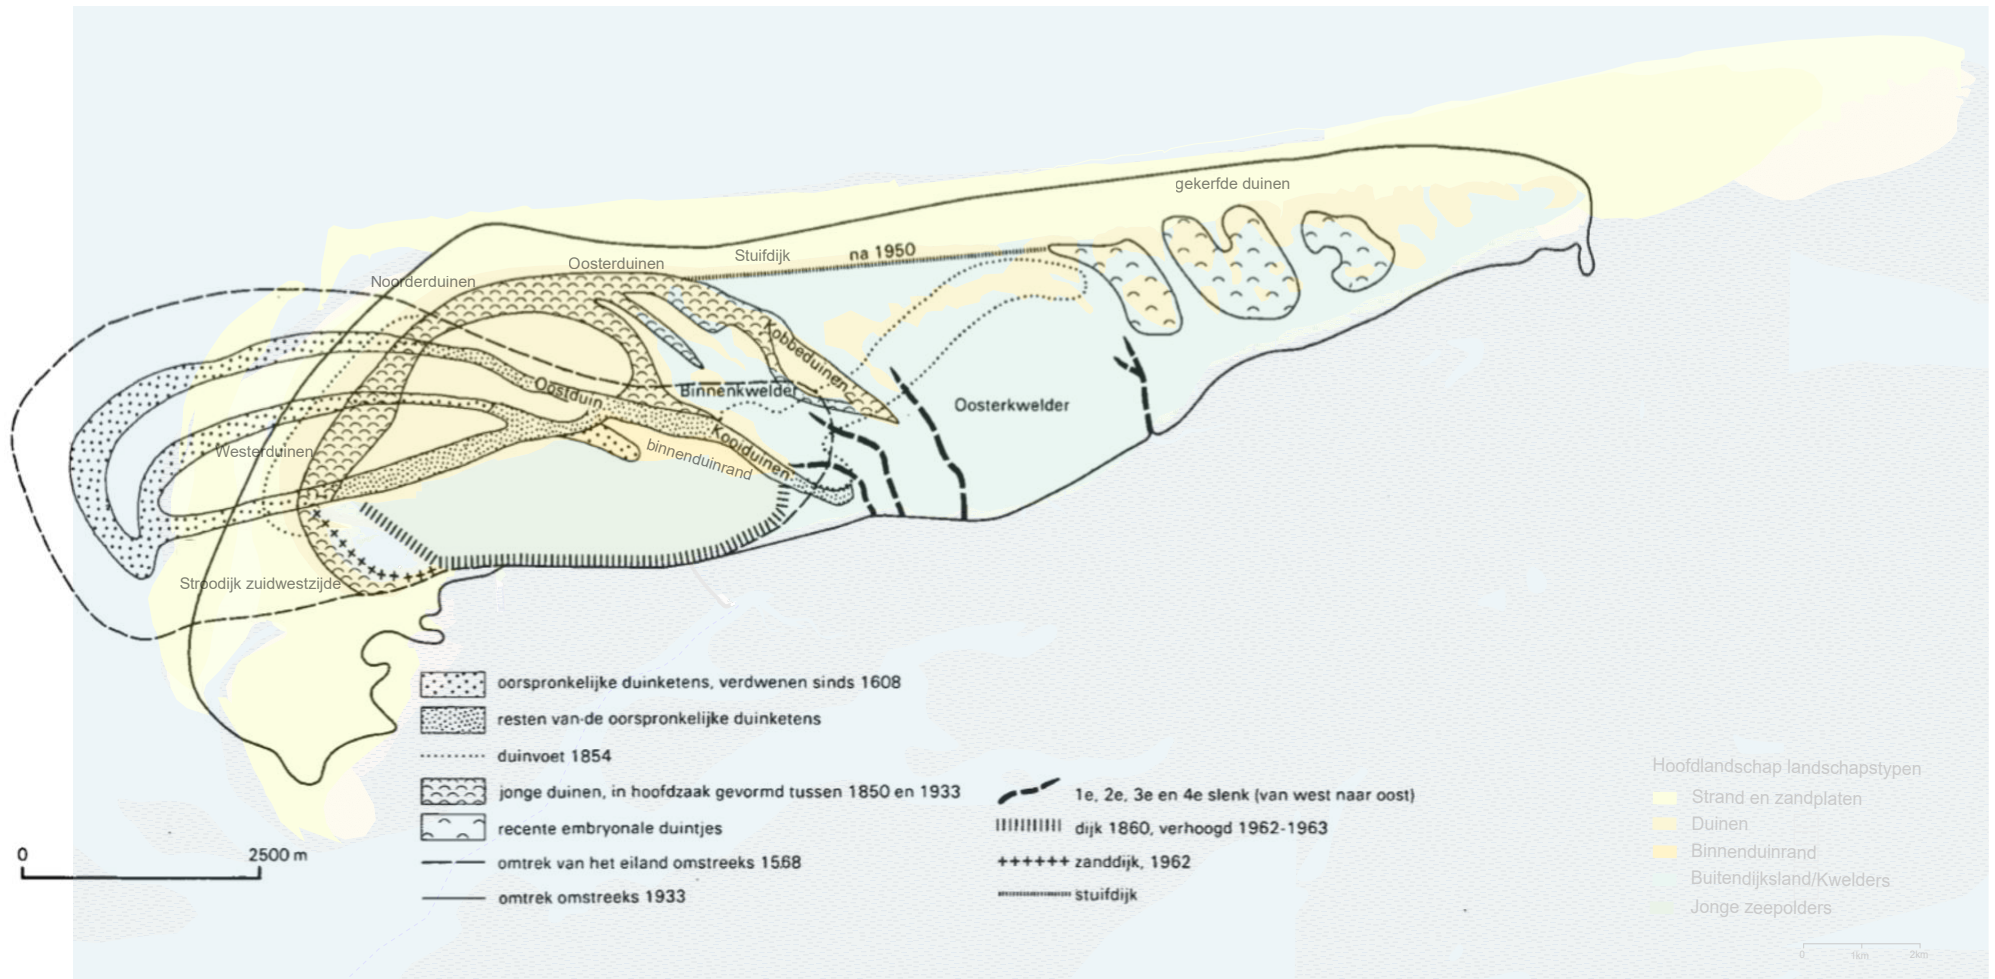 gekerfde duinen
na 1950
Stuifdijk
Oosterduinen
Noorderduinen
Kobbeduinen
Oostduin
Binnenkwelder
Oosterkwelder
Westerduinen
Kooiduinen
binnenduinrand
Stroodijk zuidwestzijde
oorspronkelijke duinketens, verdwenen sinds 1608
resten van-de oorspronkelijke duinketens
duinvoet 1854
jonge duinen, in hoofdzaak gevormd tussen 1850 en 1933
recente embryonale duintjes
omtrek van het eiland omstreeks 1568
omtrek omstreeks 1933
1e, 2e, 3e en 4e slenk (van west naar oost)
dijk 1860, verhoogd 1962-1963
zanddijk, 1962
stuifdijk
0 2500 m
Hoofdlandschap landschapstypen
Strand en zandplaten
Duinen
Binnenduinrand
Buitendijksland/Kwelders
Jonge zeepolders
0 1km 2km